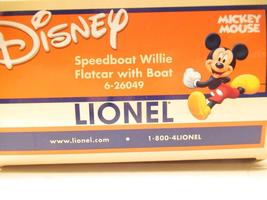 Disney
MICKEY
MOUSE
Speedboat Willie
Flatcar with Boat
6-26049
LIONEL
www.lionel.com • 1-800-4LIONEL